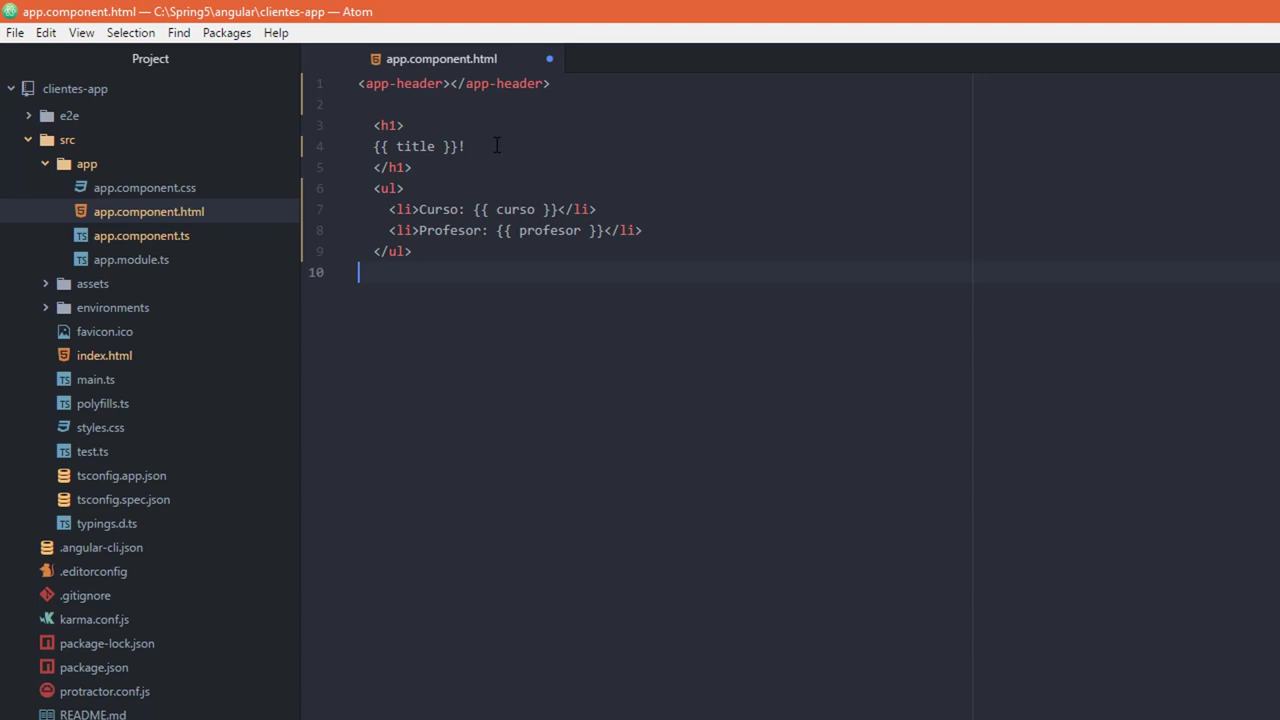 app.component.html — C:\Spring5\angular\clientes-app — Atom
File Edit View Selection Find Packages Help
Project
clientes-app
e2e
src
app
app.component.css
app.component.html
app.component.ts
app.module.ts
assets
environments
favicon.ico
index.html
main.ts
polyfills.ts
styles.css
test.ts
tsconfig.app.json
tsconfig.spec.json
typings.d.ts
.angular-cli.json
.editorconfig
.gitignore
karma.conf.js
package-lock.json
package.json
protractor.conf.js
README.md
app.component.html
1 <app-header></app-header>
2
3 <h1>
4 {{ title }}!
5 </h1>
6 <ul>
7 <li>Curso: {{ curso }}</li>
8 <li>Profesor: {{ profesor }}</li>
9 </ul>
10